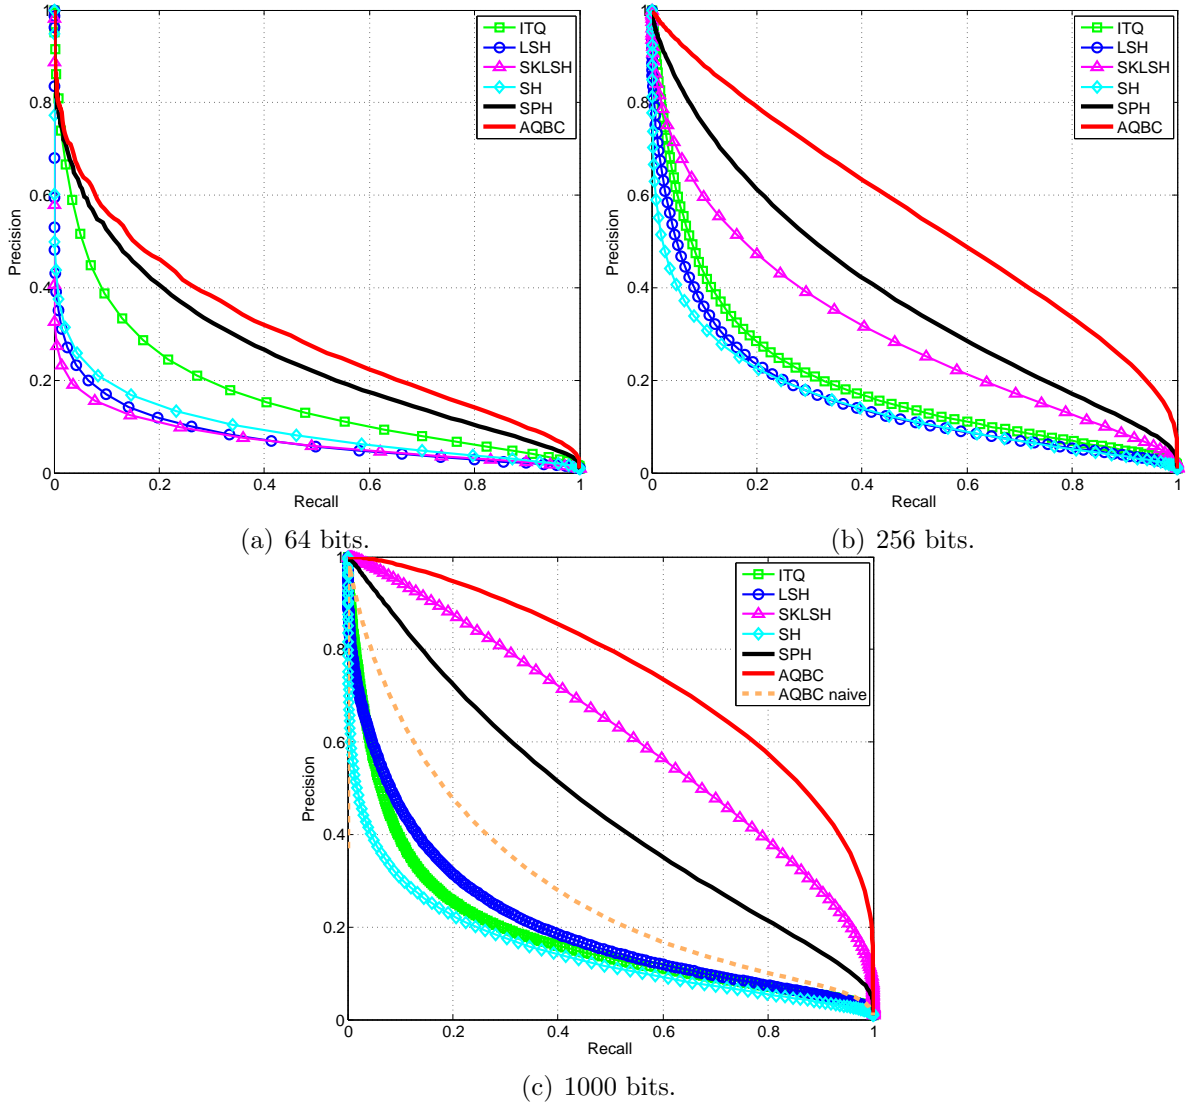 1
0.8
0.6
0.4
0.2
0
0 0.2 0.4 0.6 0.8 1
Precision
Recall
ITQ
LSH
SKLSH
SH
SPH
AQBC
(a) 64 bits.
1
0.8
0.6
0.4
0.2
0
0 0.2 0.4 0.6 0.8 1
Precision
Recall
ITQ
LSH
SKLSH
SH
SPH
AQBC
(b) 256 bits.
1
0.8
0.6
0.4
0.2
0
0 0.2 0.4 0.6 0.8 1
Precision
Recall
ITQ
LSH
SKLSH
SH
SPH
AQBC
AQBC naive
(c) 1000 bits.